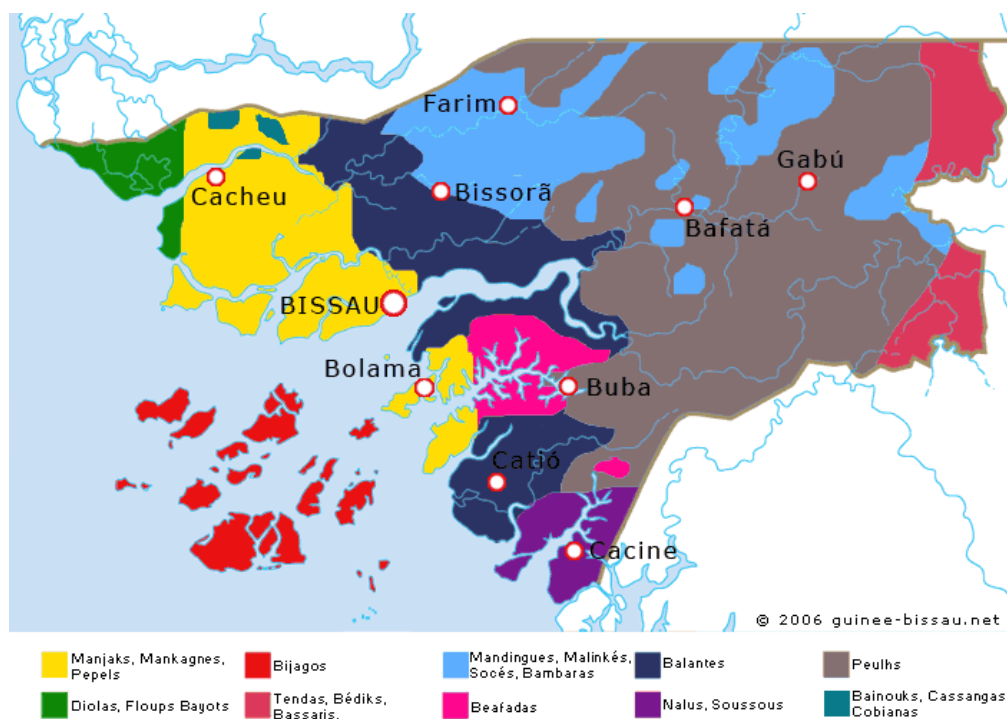 Farim
Gabú
Cacheu
Bissorã
Bafatá
BISSAU
Bolama
Buba
Catió
Cacine
© 2006 guinee-bissau.net
Manjaks, Mankagnes,
Pepels
Bijagos
Mandingues, Malinkés,
Socés, Bambaras
Balantes
Peulhs
Diolas, Floups Bayots
Tendas, Bédiks,
Bassaris,
Beafadas
Nalus, Soussous
Bainouks, Cassangas
Cobianas